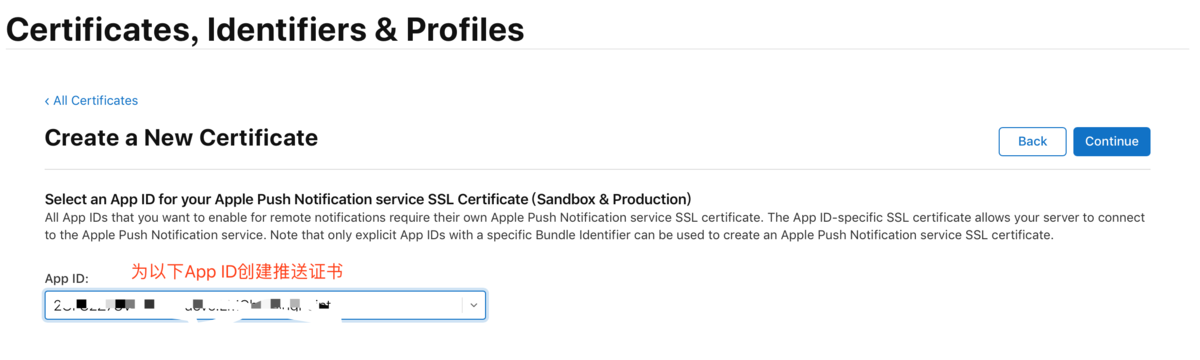 Certificates, Identifiers & Profiles
‹ All Certificates
Create a New Certificate
Back
Continue
Select an App ID for your Apple Push Notification service SSL Certificate (Sandbox & Production)
All App IDs that you want to enable for remote notifications require their own Apple Push Notification service SSL certificate. The App ID-specific SSL certificate allows your server to connect
to the Apple Push Notification service. Note that only explicit App IDs with a specific Bundle Identifier can be used to create an Apple Push Notification service SSL certificate.
为以下App ID创建推送证书
App ID: